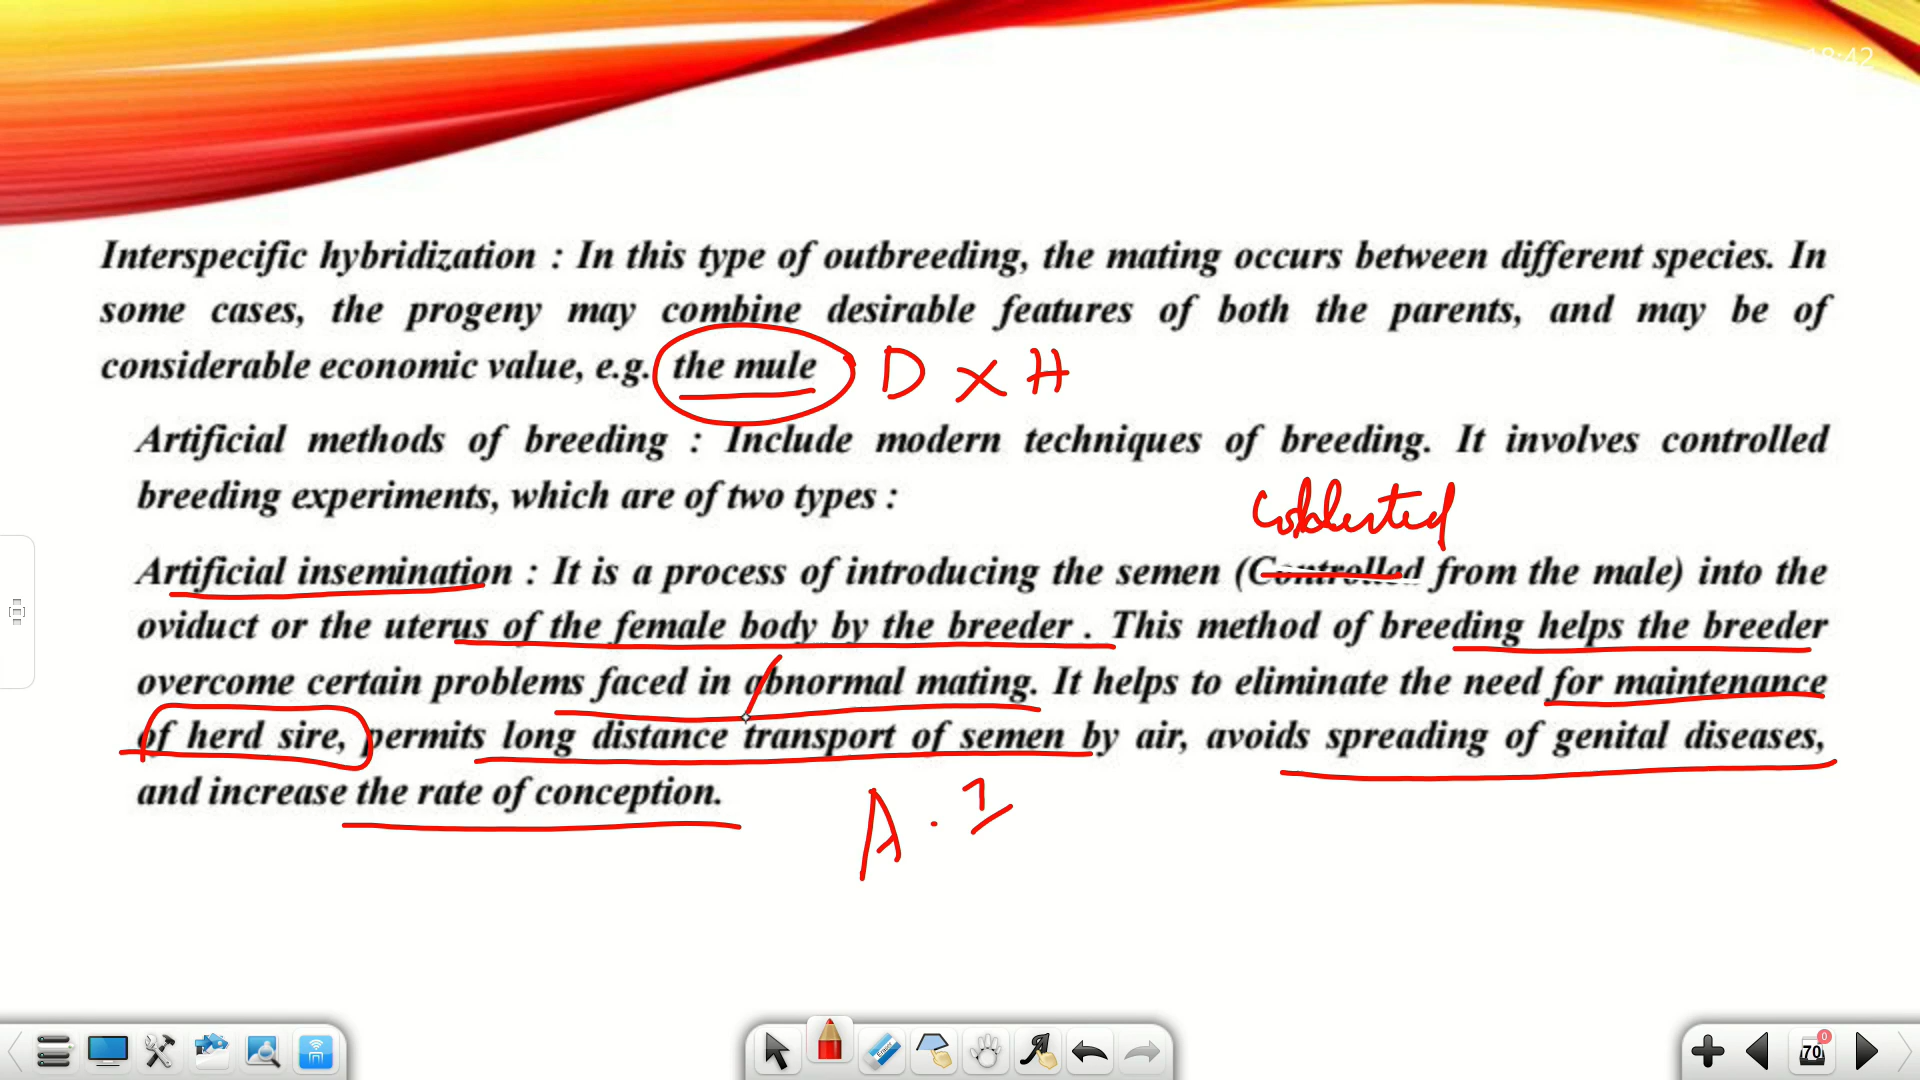 18:42
Interspecific hybridization : In this type of outbreeding, the mating occurs between different species. In
some cases, the progeny may combine desirable features of both the parents, and may be of
considerable economic value, e.g. the mule D X H
Artificial methods of breeding : Include modern techniques of breeding. It involves controlled
breeding experiments, which are of two types :
Collected
Artificial insemination : It is a process of introducing the semen (Controlled from the male) into the
oviduct or the uterus of the female body by the breeder . This method of breeding helps the breeder
overcome certain problems faced in abnormal mating. It helps to eliminate the need for maintenance
of herd sire, permits long distance transport of semen by air, avoids spreading of genital diseases,
and increase the rate of conception.
A . I
70
0